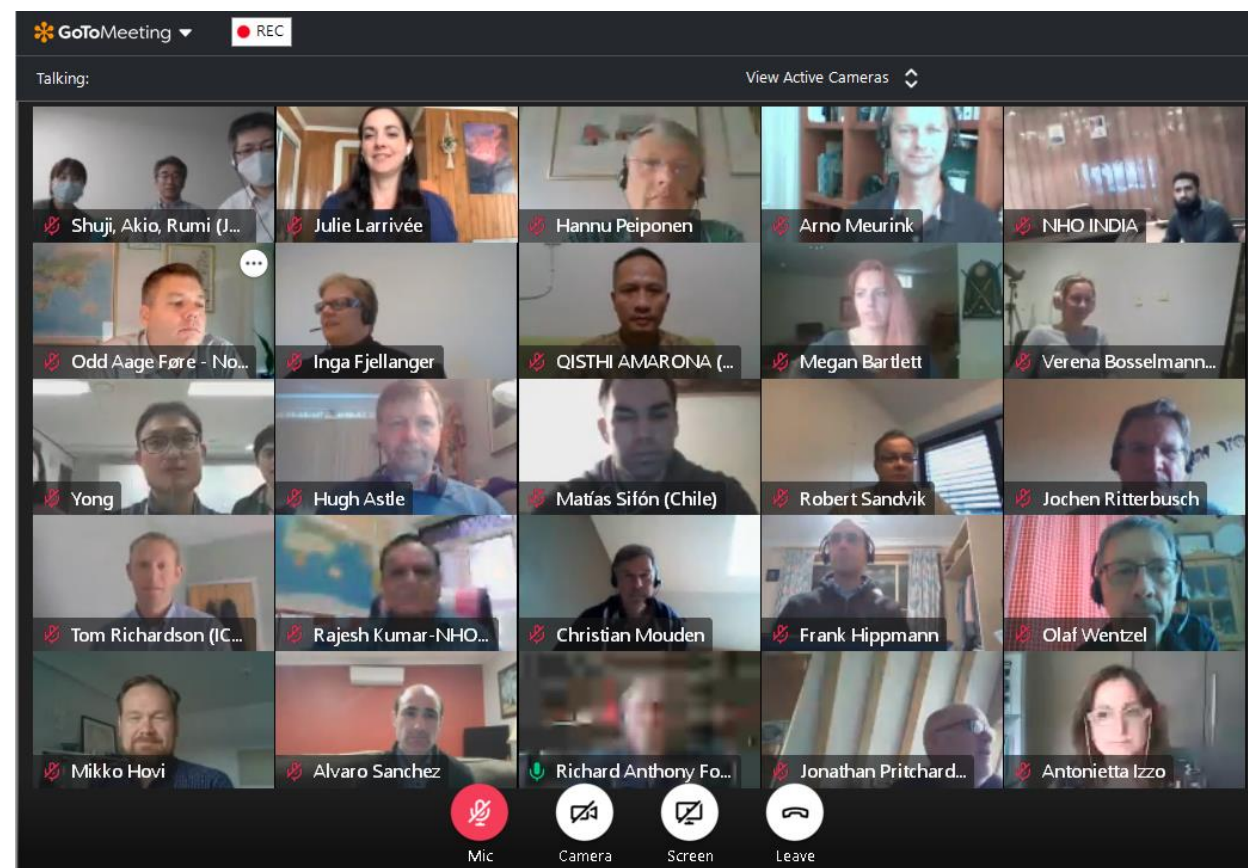 GoToMeeting
REC
Talking:
View Active Cameras
Shuji, Akio, Rumi (J...
Julie Larrivée
Hannu Peiponen
Arno Meurink
NHO INDIA
Odd Aage Føre - No...
Inga Fjellanger
QISTHI AMARONA (...
Megan Bartlett
Verena Bosselmann...
Yong
Hugh Astle
Matías Sifón (Chile)
Robert Sandvik
Jochen Ritterbusch
Tom Richardson (IC...
Rajesh Kumar-NHO...
Christian Mouden
Frank Hippmann
Olaf Wentzel
Mikko Hovi
Alvaro Sanchez
Richard Anthony Fo...
Jonathan Pritchard...
Antonietta Izzo
Mic
Camera
Screen
Leave